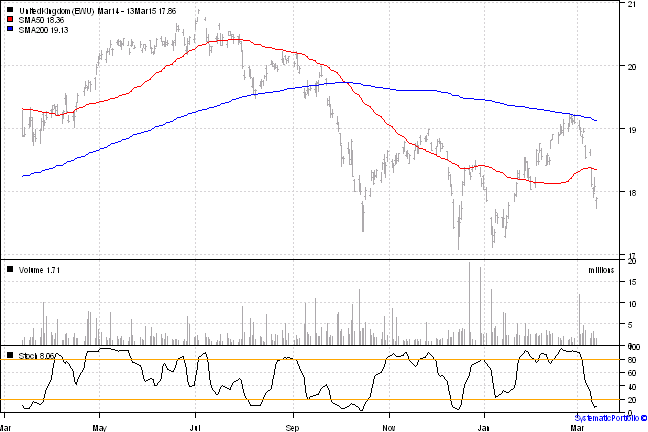 UnitedKingdom (EWU) Mar14 - 13Mar15 17.86
SMA50 18.36
SMA200 19.13
21
20
19
18
17
Volume 1.71
millions
20
15
10
5
0
Stoch 8.06
100
80
60
40
20
0
Mar May Jul Sep Nov Jan Mar
SystematicPortfolio ©